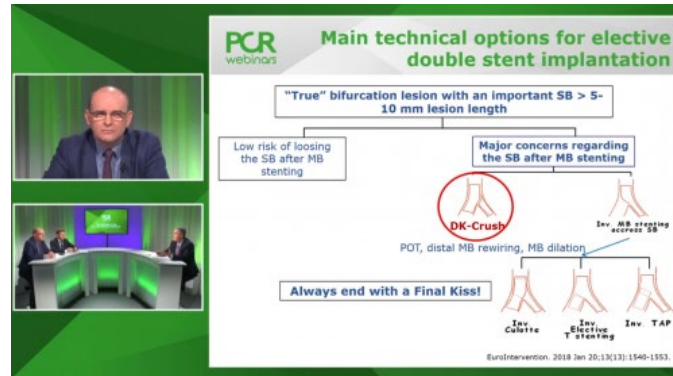 PCR
webinars
Main technical options for elective
double stent implantation
"True" bifurcation lesion with an important SB > 5-
10 mm lesion length
Low risk of loosing
the SB after MB
stenting
Major concerns regarding
the SB after MB stenting
DK-Crush
Inv. MB stenting
accross SB
POT, distal MB rewiring, MB dilation
Always end with a Final Kiss!
Inv.
Culotte
Inv.
Elective
T stenting
Inv. TAP
EuroIntervention. 2018 Jan 20;13(13):1540-1553.